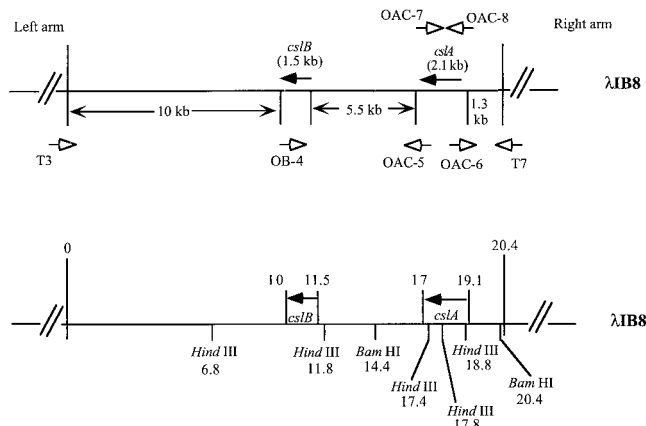 OAC-7 OAC-8
Left arm
Right arm
cslB
(1.5 kb)
cslA
(2.1 kb)
λIB8
10 kb
5.5 kb
1.3
kb
T3
OB-4
OAC-5
OAC-6
T7
0
20.4
10 11.5
17 19.1
cslB
cslA
λIB8
Hind III
6.8
Hind III
11.8
Bam HI
14.4
Hind III
18.8
Hind III
17.4
Bam HI
20.4
Hind III
17.8